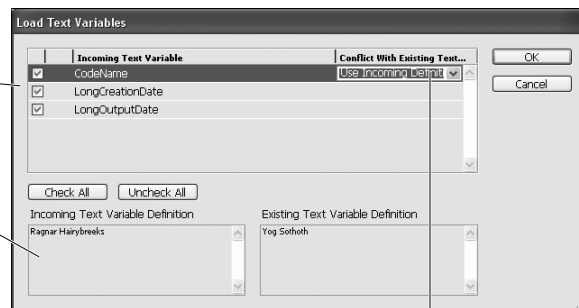 Load Text Variables
Incoming Text Variable Conflict With Existing Text...
CodeName Use Incoming Definit
LongCreationDate
LongOutputDate
OK
Cancel
Check All Uncheck All
Incoming Text Variable Definition Existing Text Variable Definition
Ragnar Hairybreeks Yog Sothoth